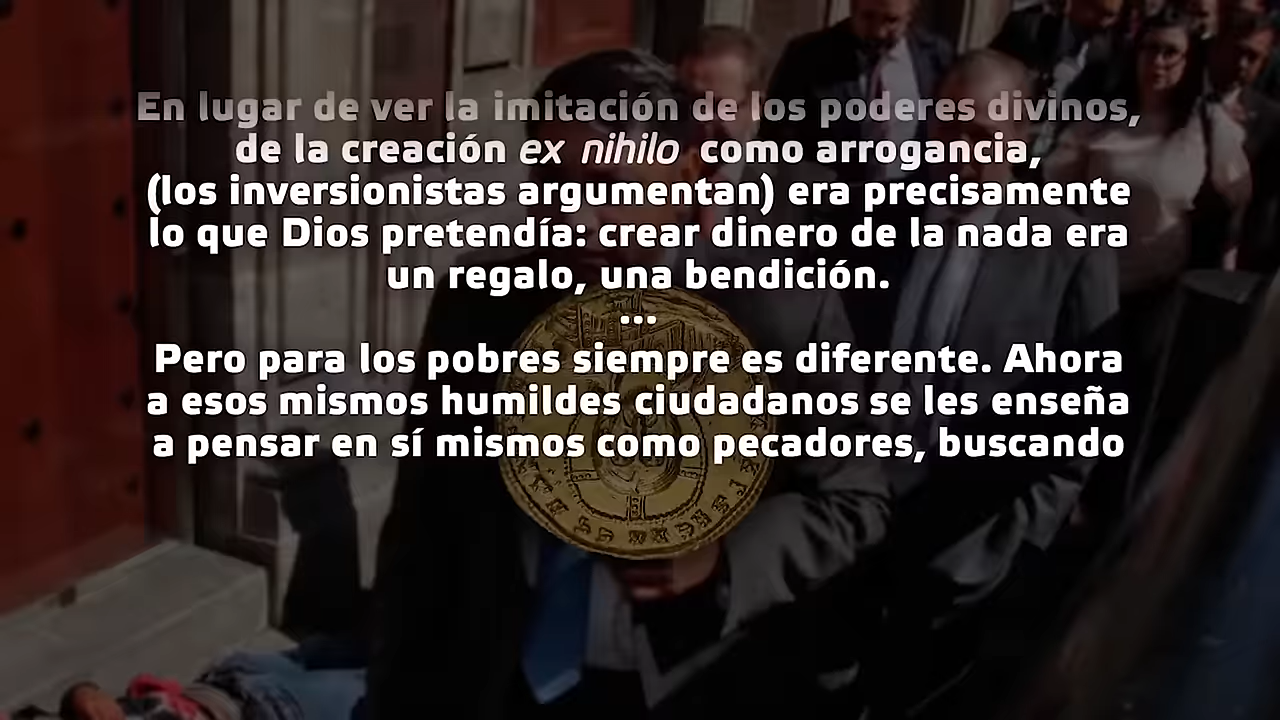 En lugar de ver la imitación de los poderes divinos,
de la creación ex nihilo como arrogancia,
(los inversionistas argumentan) era precisamente
lo que Dios pretendía: crear dinero de la nada era
un regalo, una bendición.
...
Pero para los pobres siempre es diferente. Ahora
a esos mismos humildes ciudadanos se les enseña
a pensar en sí mismos como pecadores, buscando